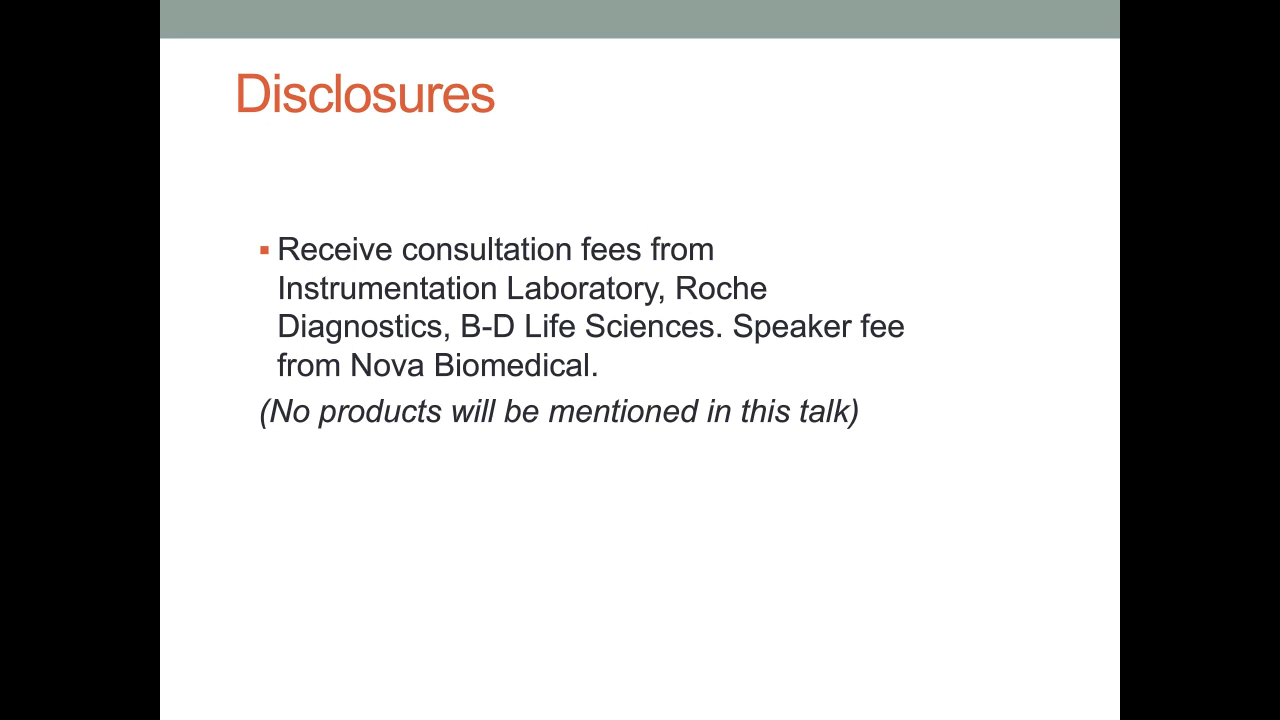 Disclosures
▪ Receive consultation fees from
Instrumentation Laboratory, Roche
Diagnostics, B-D Life Sciences. Speaker fee
from Nova Biomedical.
(No products will be mentioned in this talk)